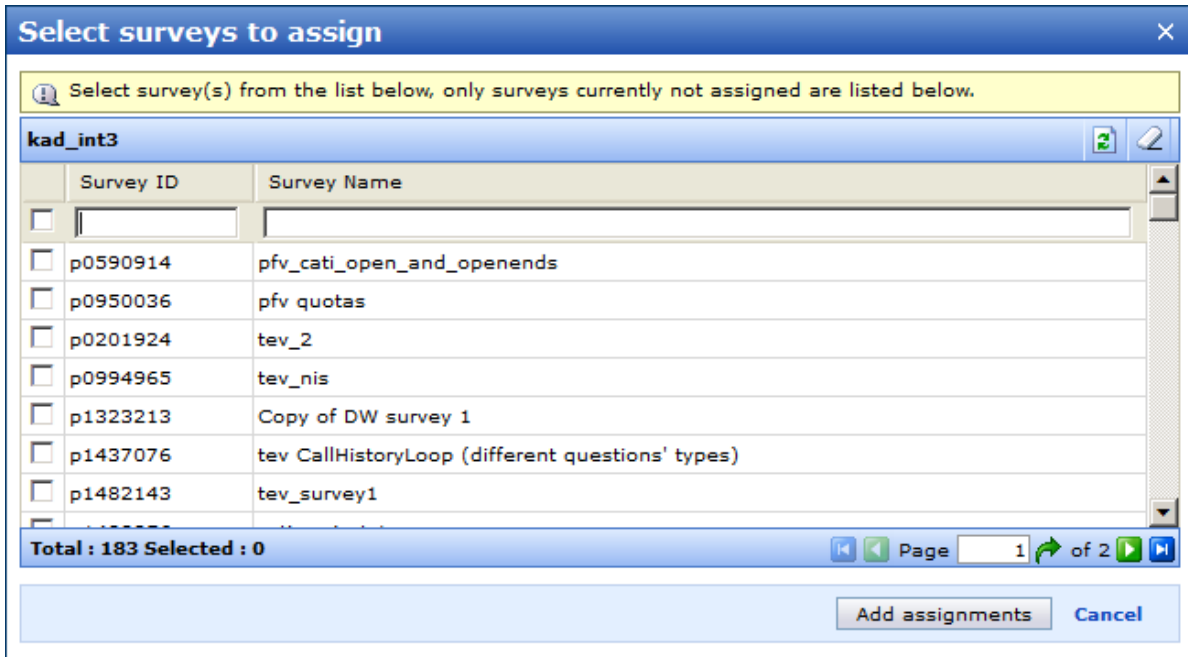 Select surveys to assign
Select survey(s) from the list below, only surveys currently not assigned are listed below.
kad_int3
Survey ID Survey Name
p0590914 pfv_cati_open_and_openends
p0950036 pfv quotas
p0201924 tev_2
p0994965 tev_nis
p1323213 Copy of DW survey 1
p1437076 tev CallHistoryLoop (different questions' types)
p1482143 tev_survey1
Total : 183 Selected : 0 Page 1 of 2
Add assignments Cancel